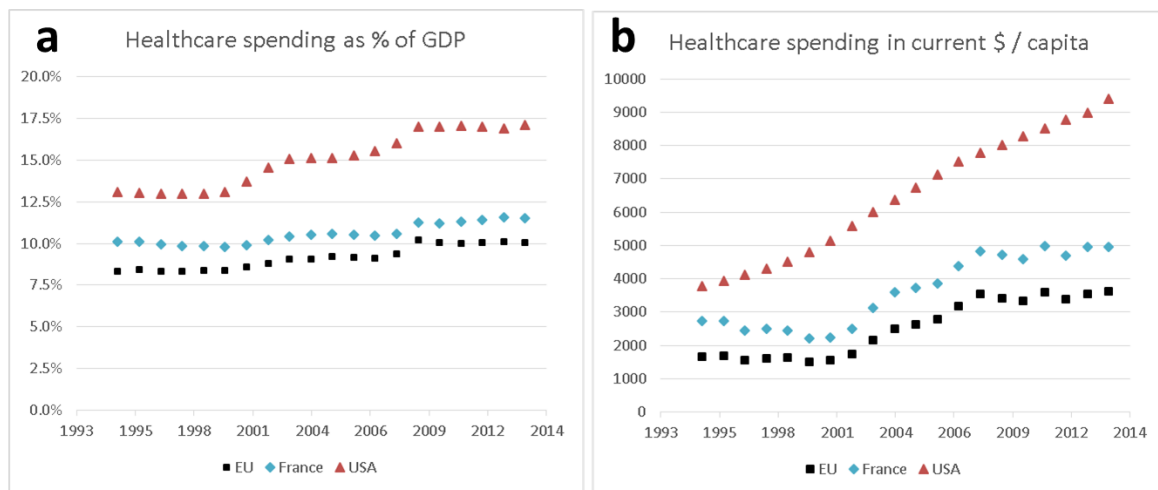 a
Healthcare spending as % of GDP
20.0%
17.5%
15.0%
12.5%
10.0%
7.5%
5.0%
2.5%
0.0%
1993 1995 1998 2001 2004 2006 2009 2012 2014
EU France USA
b
Healthcare spending in current $ / capita
10000
9000
8000
7000
6000
5000
4000
3000
2000
1000
0
1993 1995 1998 2001 2004 2006 2009 2012 2014
EU France USA